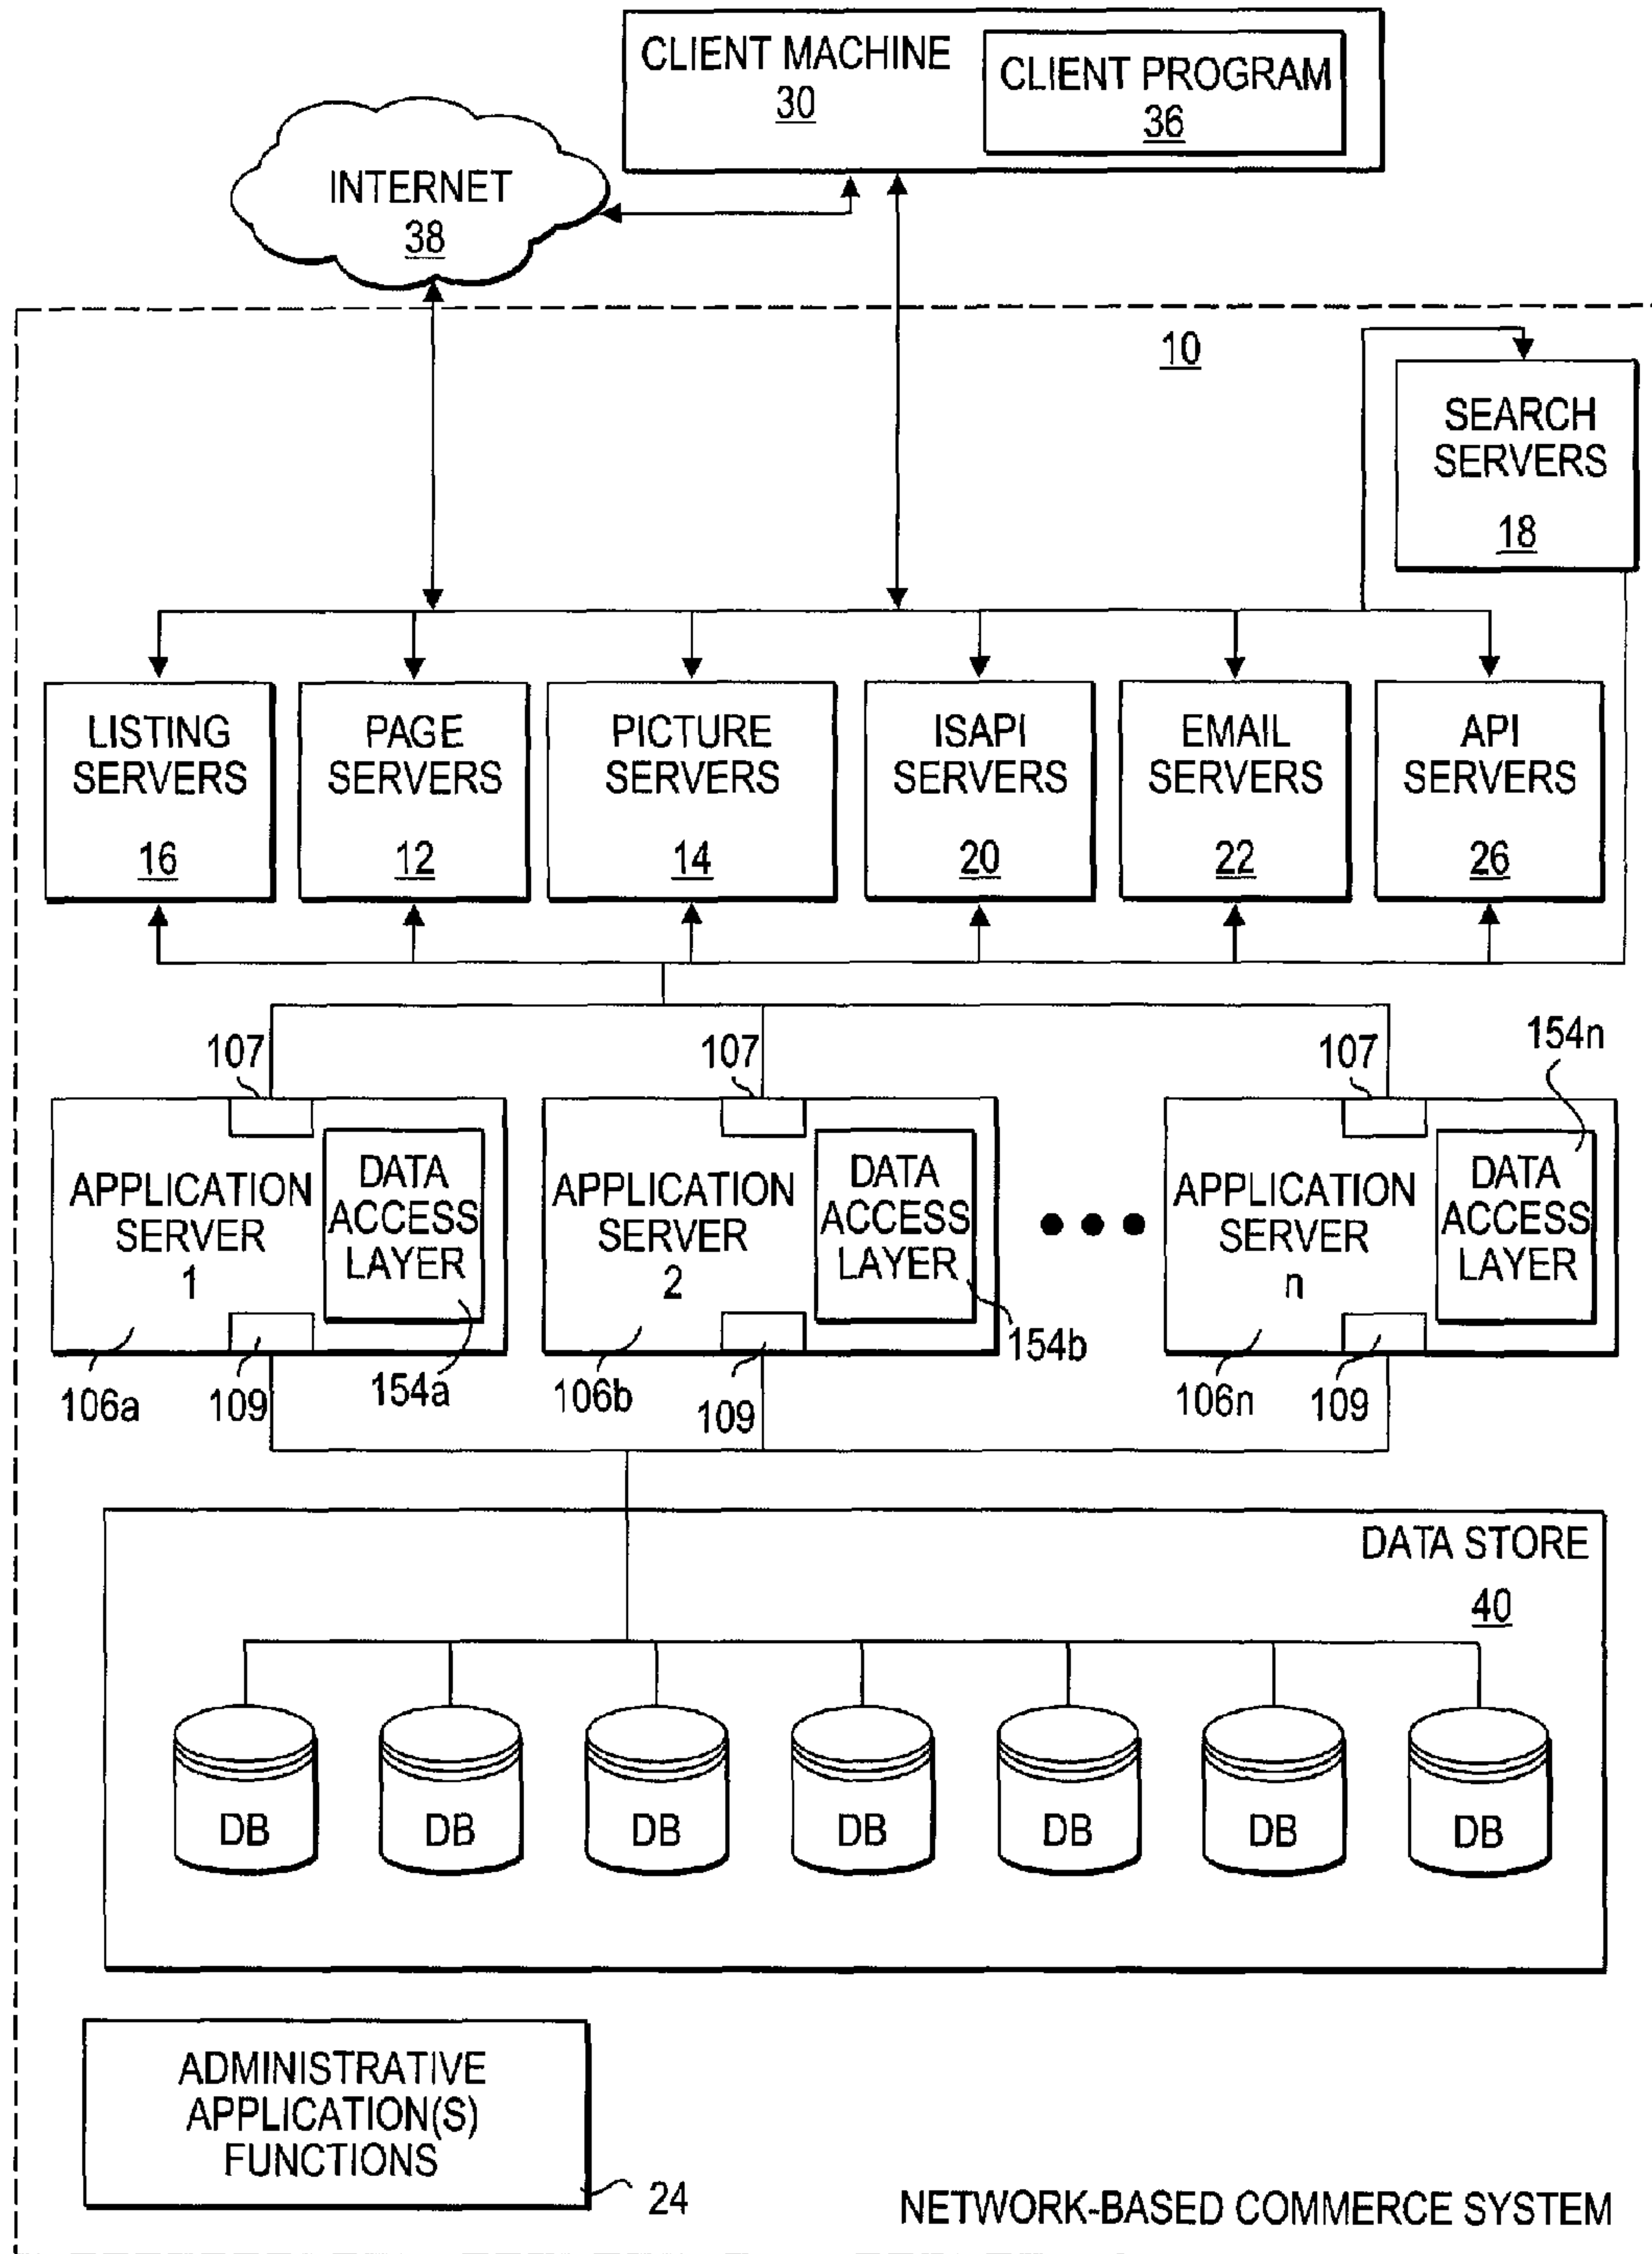 CLIENT MACHINE
30
CLIENT PROGRAM
36
INTERNET
38
10
SEARCH
SERVERS
18
LISTING
SERVERS
16
PAGE
SERVERS
12
PICTURE
SERVERS
14
ISAPI
SERVERS
20
EMAIL
SERVERS
22
API
SERVERS
26
107
107
107
154n
APPLICATION
SERVER
1
DATA
ACCESS
LAYER
APPLICATION
SERVER
2
DATA
ACCESS
LAYER
APPLICATION
SERVER
n
DATA
ACCESS
LAYER
106a
109
154a
106b
109
154b
106n
109
DATA STORE
40
DB
DB
DB
DB
DB
DB
DB
ADMINISTRATIVE
APPLICATION(S)
FUNCTIONS
24
NETWORK-BASED COMMERCE SYSTEM